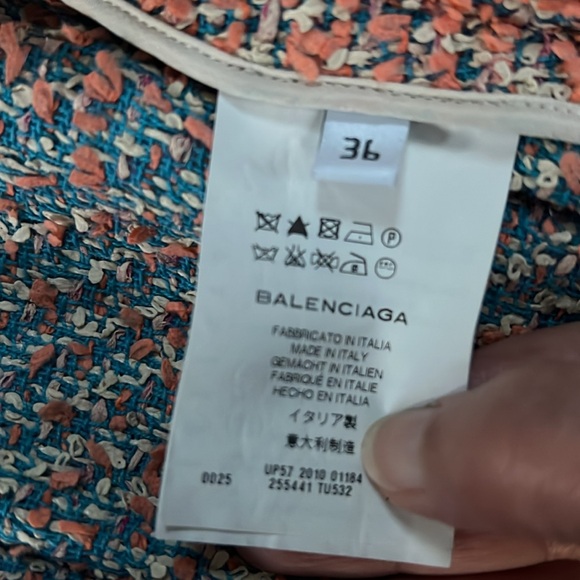 36
P
BALENCIAGA
FABBRICATO IN ITALIA
MADE IN ITALY
GEMACHT IN ITALIEN
FABRIQUÉ EN ITALIE
HECHO EN ITALIA
イタリア製
意大利制造
UP57 2010 01184
0D25 255441 TU532